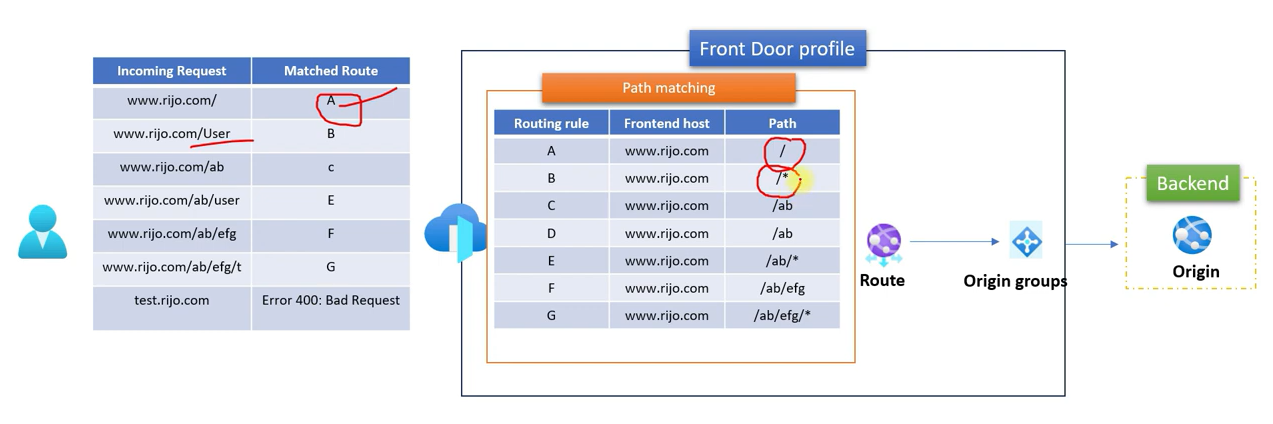 Front Door profile
Incoming Request Matched Route
www.rijo.com/ A
www.rijo.com/User B
www.rijo.com/ab c
www.rijo.com/ab/user E
www.rijo.com/ab/efg F
www.rijo.com/ab/efg/t G
test.rijo.com Error 400: Bad Request
Path matching
Routing rule Frontend host Path
A www.rijo.com /
B www.rijo.com /*
C www.rijo.com /ab
D www.rijo.com /ab
E www.rijo.com /ab/*
F www.rijo.com /ab/efg
G www.rijo.com /ab/efg/*
Route
Origin groups
Backend
Origin